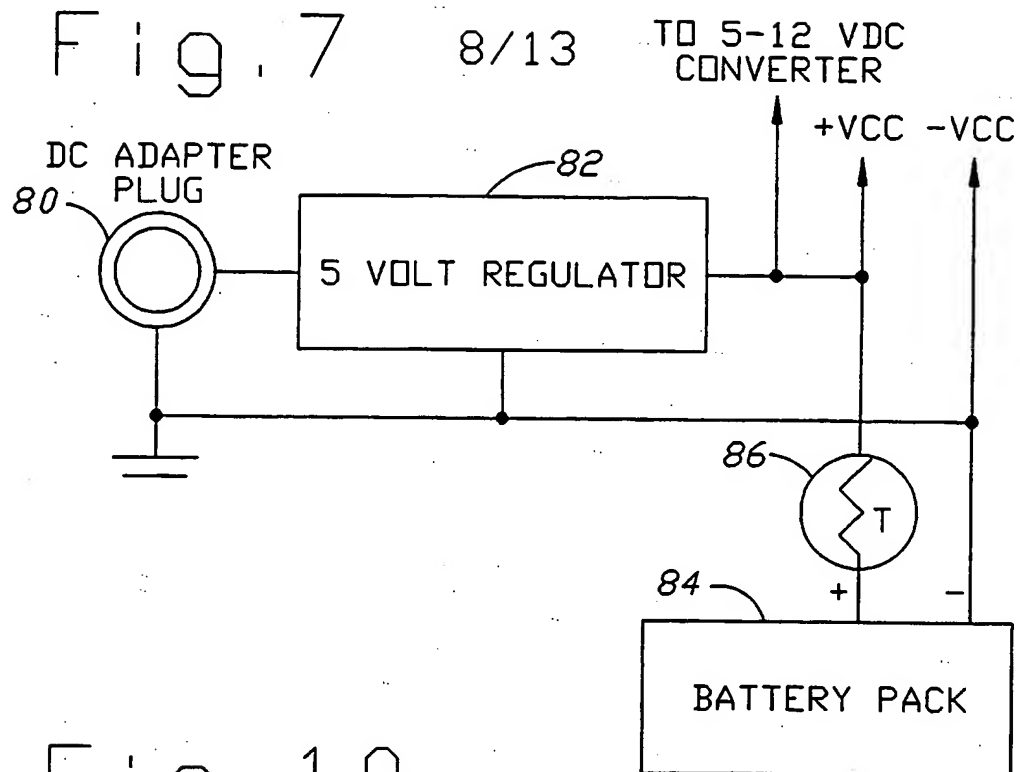 Fig. 7
8/13
TO 5-12 VDC
CONVERTER
+VCC -VCC
DC ADAPTER
PLUG
80
82
5 VOLT REGULATOR
86
T
84
+ -
BATTERY PACK